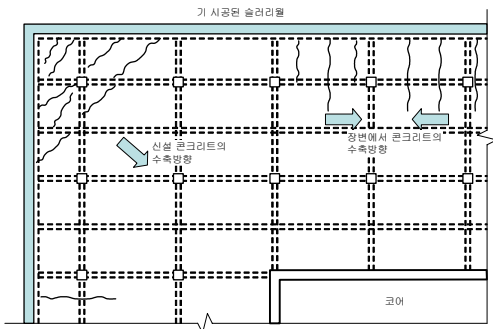 기 시공된 슬러리월
신설 콘크리트의
수축방향
장변에서 콘크리트의
수축방향
코어